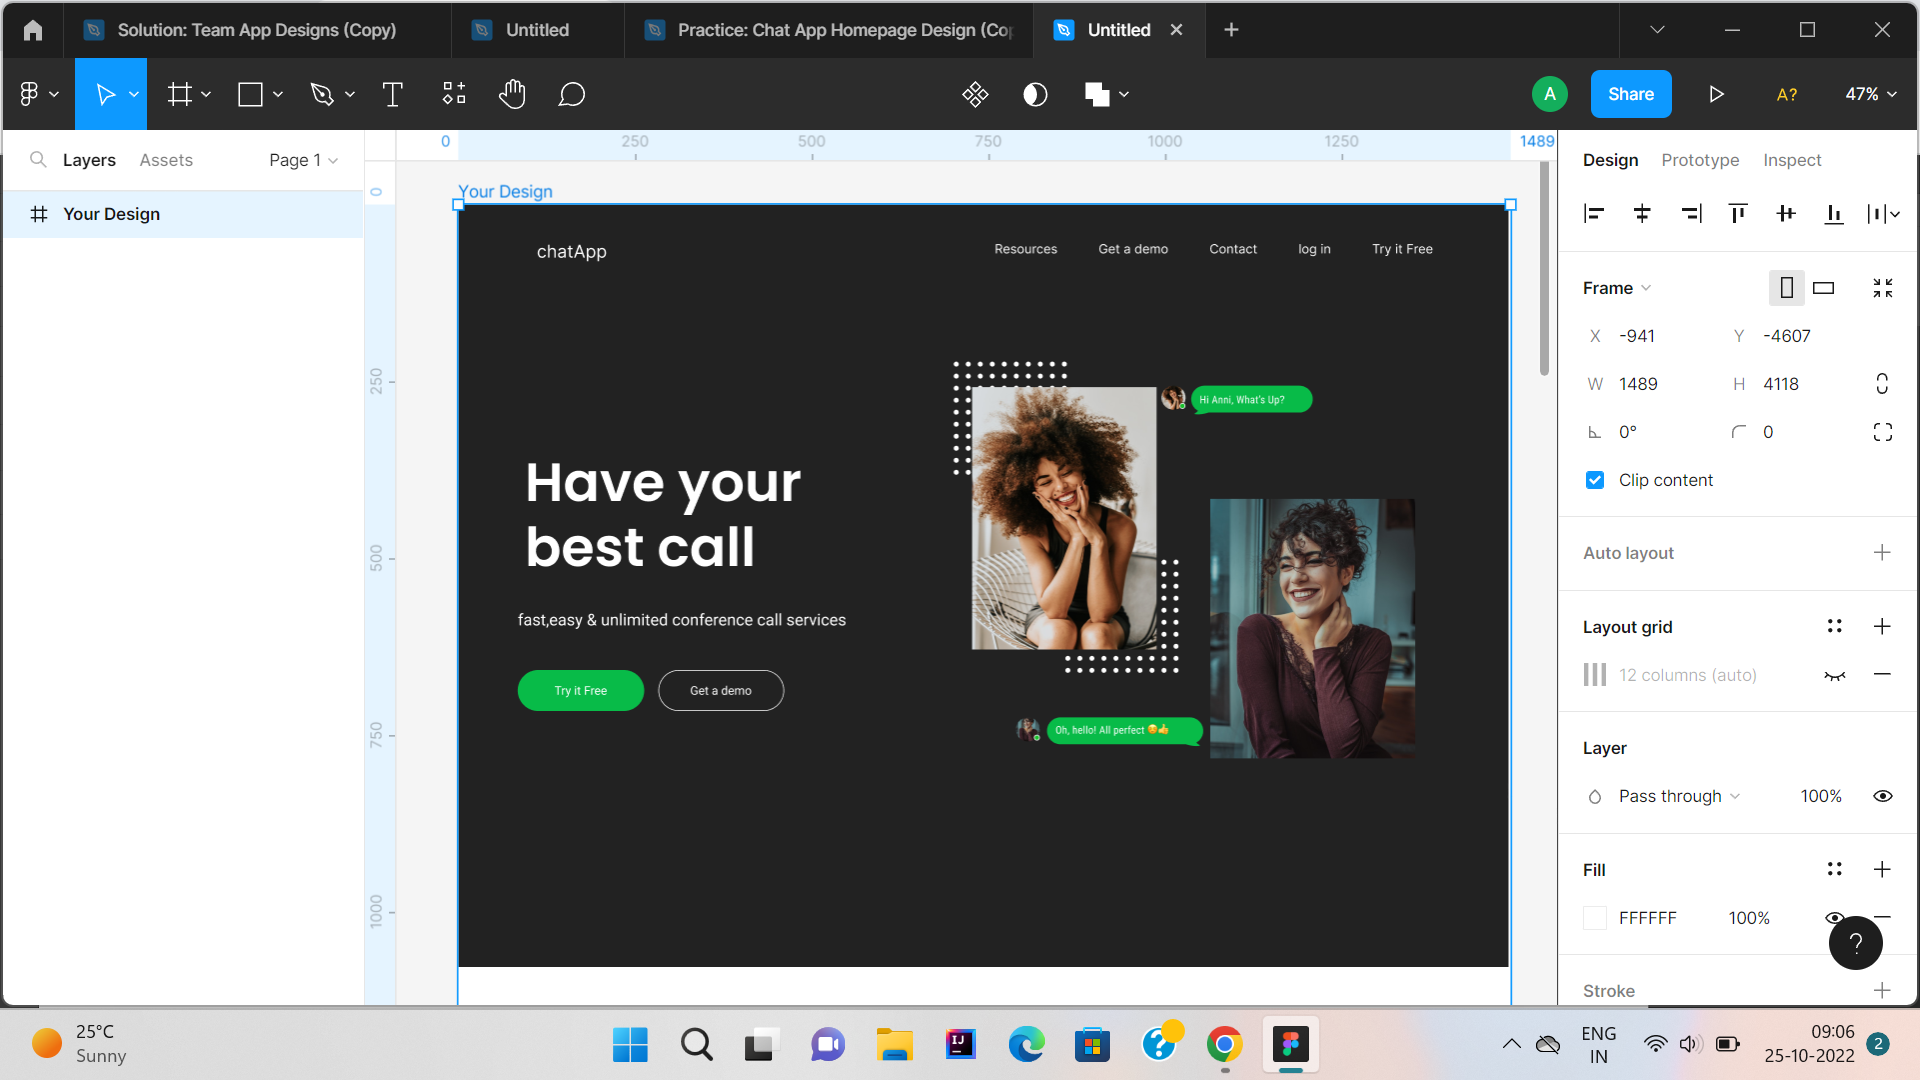 Solution: Team App Designs (Copy)
Untitled
Practice: Chat App Homepage Design (Cop
Untitled
A
Share
A?
47%
Layers
Assets
Page 1
Your Design
0
250
500
750
1000
1250
1489
0
250
500
750
1000
Your Design
chatApp
Resources
Get a demo
Contact
log in
Try it Free
Hi Anni, What's Up?
Have your
best call
fast,easy & unlimited conference call services
Try it Free
Get a demo
Oh, hello! All perfect 😊👍
Design
Prototype
Inspect
Frame
X -941
Y -4607
W 1489
H 4118
0°
0
Clip content
Auto layout
Layout grid
12 columns (auto)
Layer
Pass through
100%
Fill
FFFFFF
100%
?
Stroke
25°C
Sunny
IJ
?
ENG
IN
09:06
25-10-2022
2